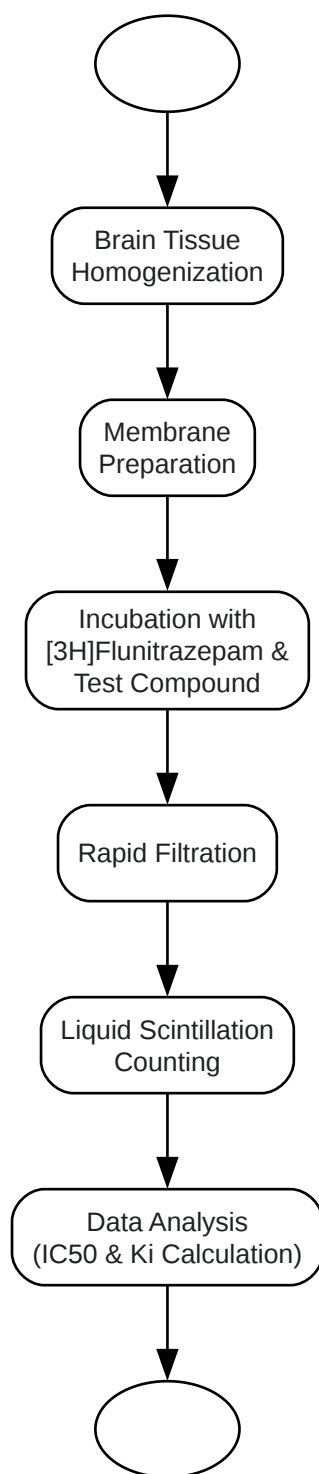 Brain Tissue
Homogenization
Membrane
Preparation
Incubation with
[3H]Flunitrazepam &
Test Compound
Rapid Filtration
Liquid Scintillation
Counting
Data Analysis
(IC50 & Ki Calculation)